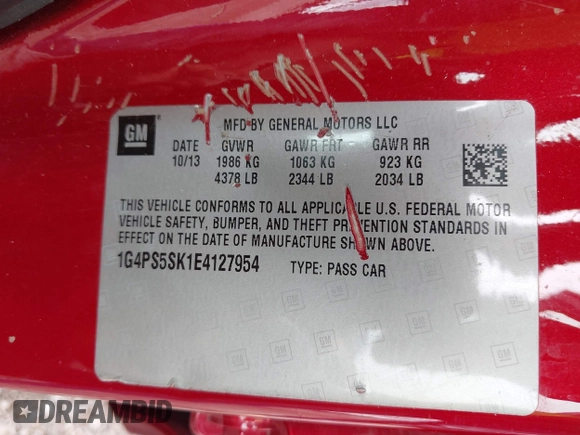 GM
MFD BY GENERAL MOTORS LLC
DATE GVWR GAWR FRT GAWR RR
10/13 1986 KG 1063 KG 923 KG
4378 LB 2344 LB 2034 LB
THIS VEHICLE CONFORMS TO ALL APPLICABLE U.S. FEDERAL MOTOR
VEHICLE SAFETY, BUMPER, AND THEFT PREVENTION STANDARDS IN
EFFECT ON THE DATE OF MANUFACTURE SHOWN ABOVE.
1G4PS5SK1E4127954 TYPE: PASS CAR
DREAMBID